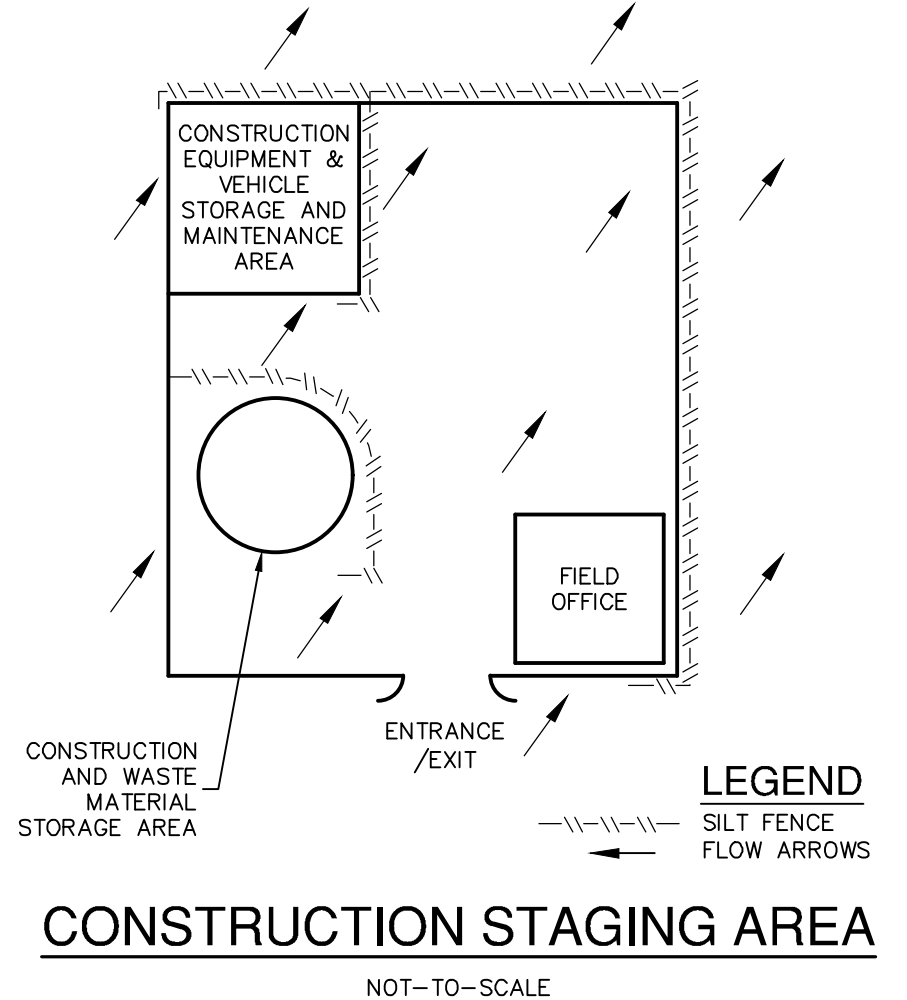 CONSTRUCTION
EQUIPMENT &
VEHICLE
STORAGE AND
MAINTENANCE
AREA
FIELD
OFFICE
ENTRANCE
/EXIT
CONSTRUCTION
AND WASTE
MATERIAL
STORAGE AREA
LEGEND
SILT FENCE
FLOW ARROWS
CONSTRUCTION STAGING AREA
NOT-TO-SCALE